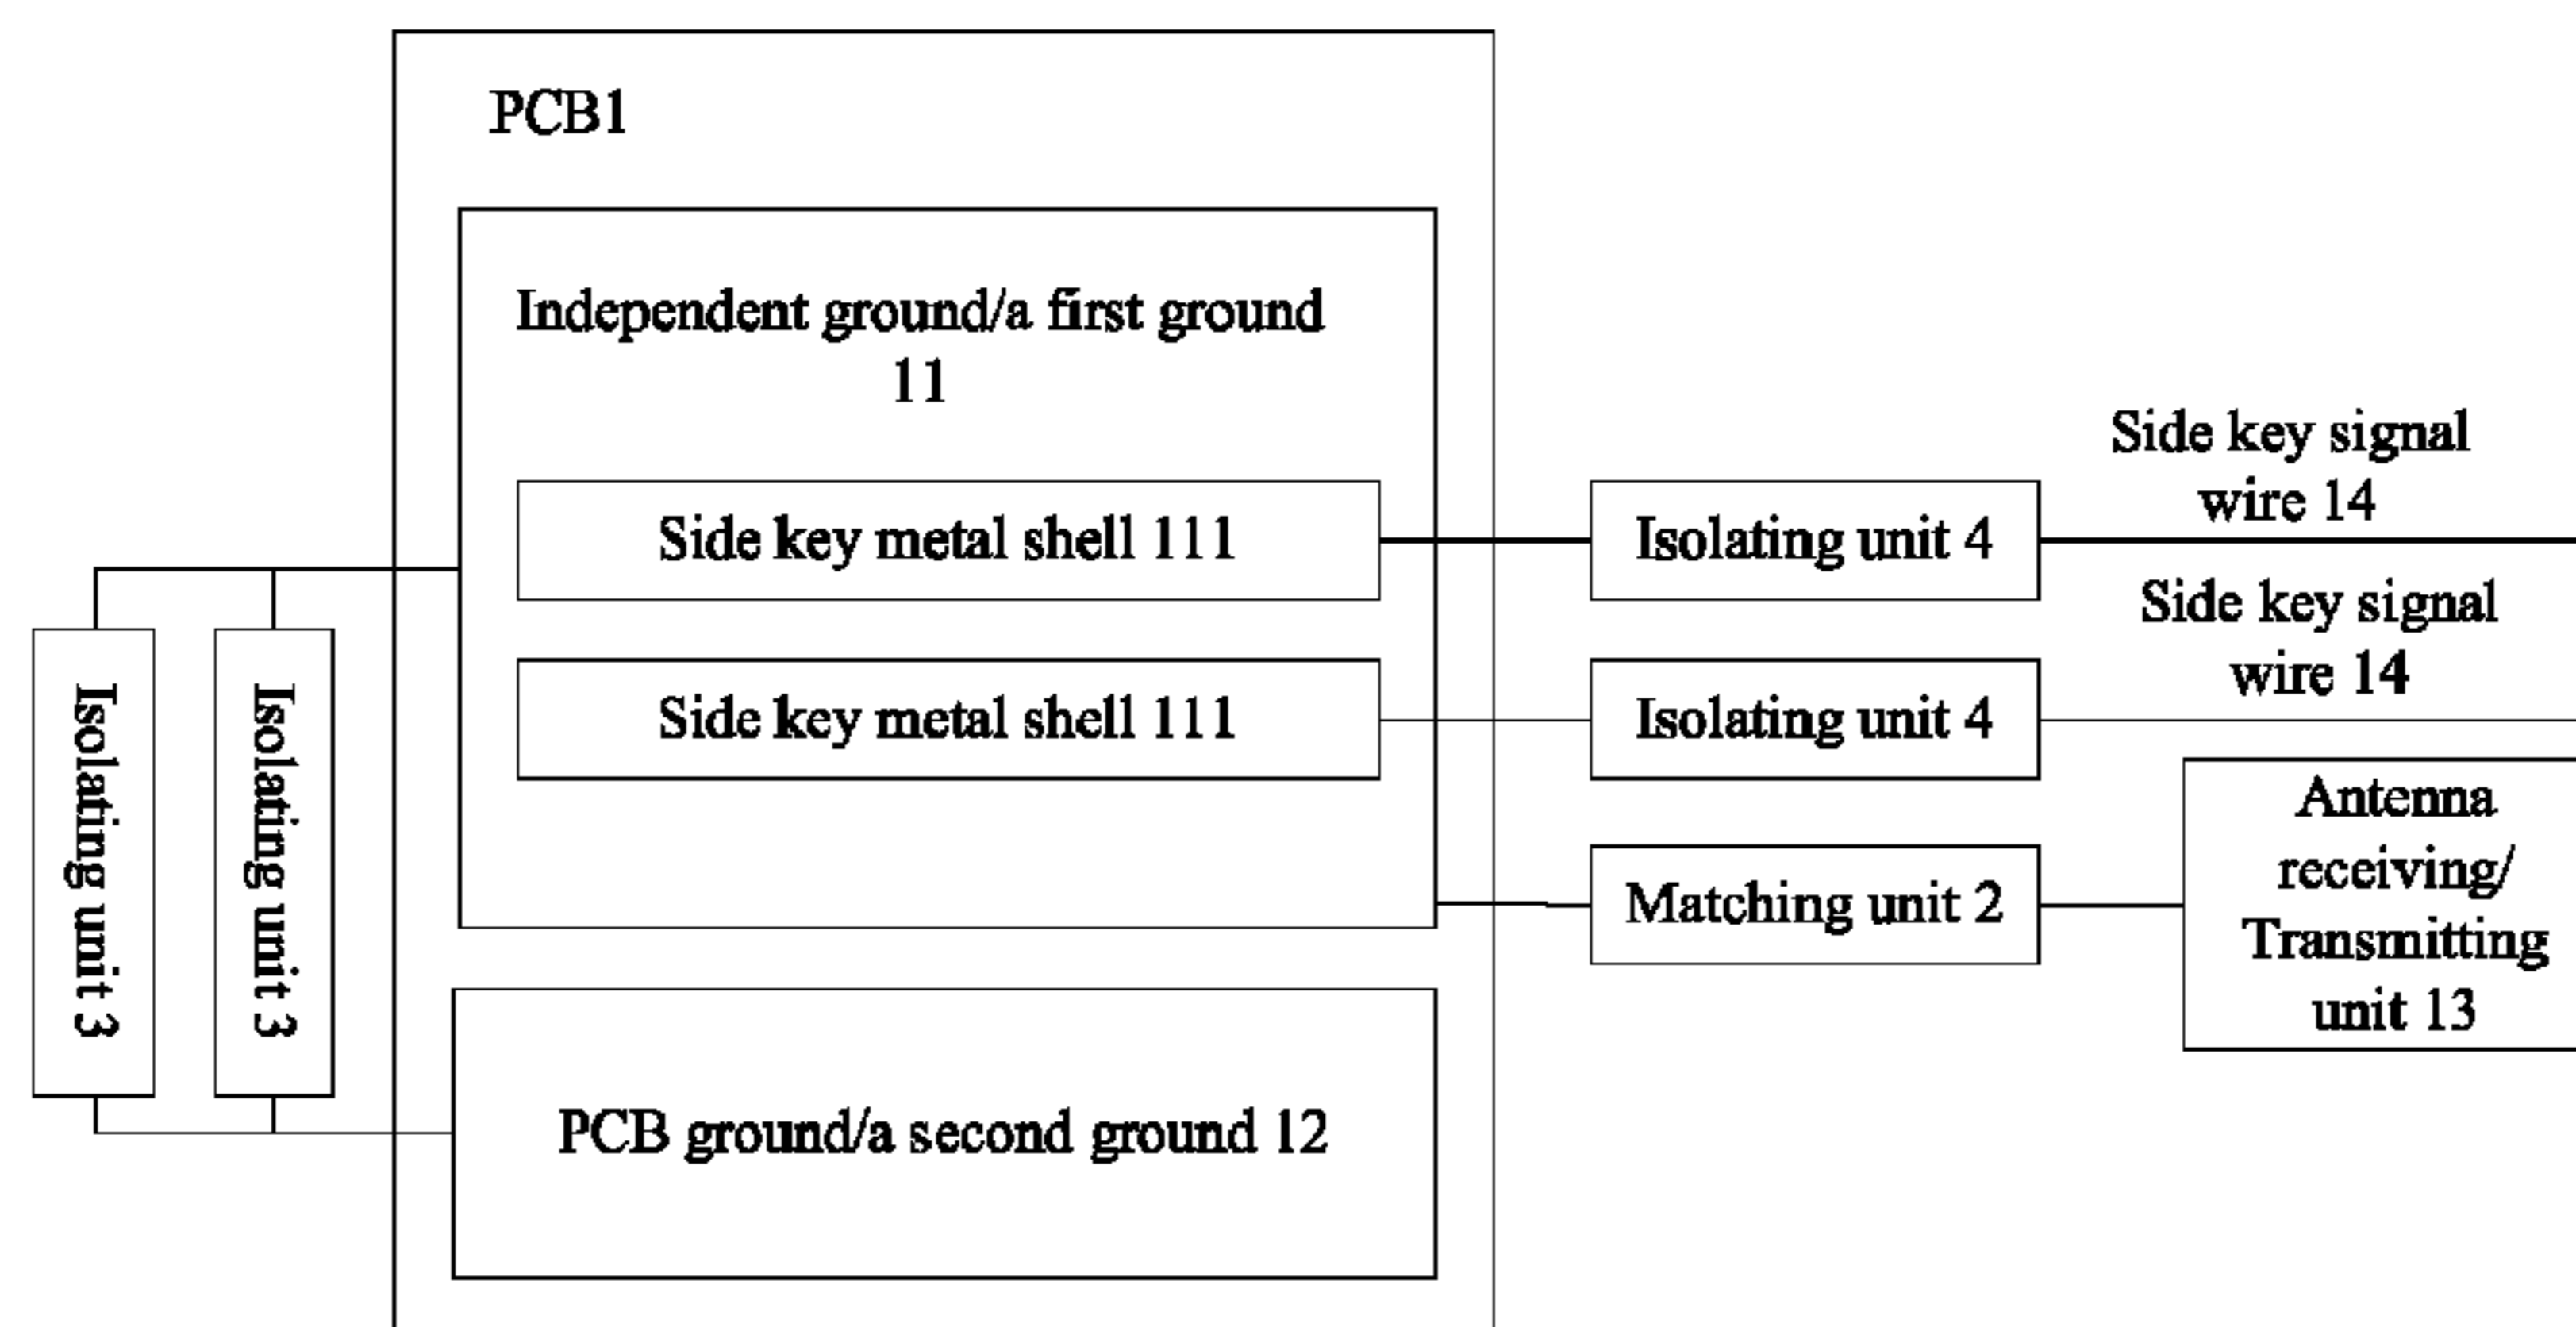 PCB1
Independent ground/a first ground
11
Side key metal shell 111
Side key metal shell 111
PCB ground/a second ground 12
Isolating unit 3
Isolating unit 3
Isolating unit 4
Side key signal
wire 14
Isolating unit 4
Side key signal
wire 14
Matching unit 2
Antenna
receiving/
Transmitting
unit 13